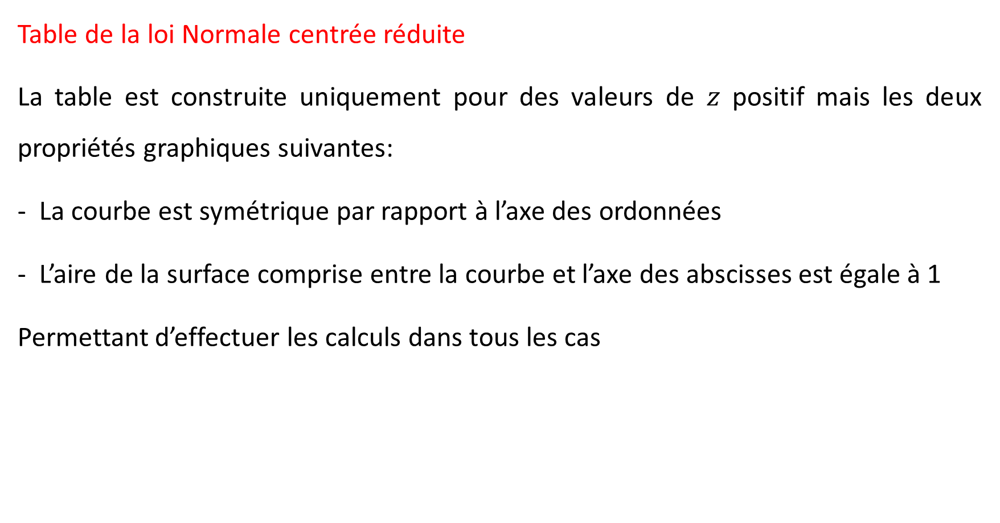 Table de la loi Normale centrée réduite
La table est construite uniquement pour des valeurs de z positif mais les deux
propriétés graphiques suivantes:
- La courbe est symétrique par rapport à l’axe des ordonnées
- L’aire de la surface comprise entre la courbe et l’axe des abscisses est égale à 1
Permettant d’effectuer les calculs dans tous les cas